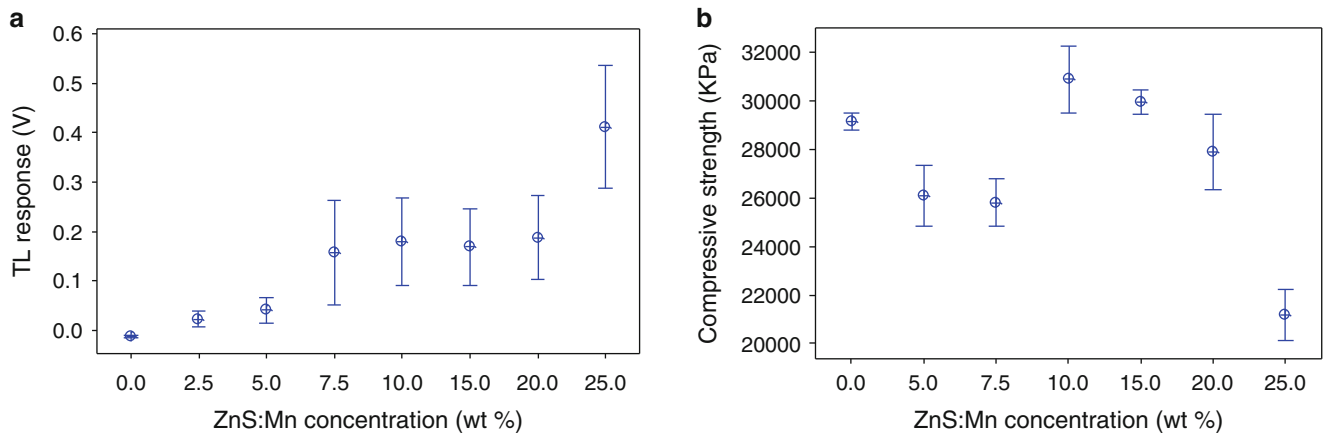 a
TL response (V)
0.6
0.5
0.4
0.3
0.2
0.1
0.0
0.0 2.5 5.0 7.5 10.0 15.0 20.0 25.0
ZnS:Mn concentration (wt %)
b
Compressive strength (KPa)
32000
30000
28000
26000
24000
22000
20000
0.0 5.0 7.5 10.0 15.0 20.0 25.0
ZnS:Mn concentration (wt %)